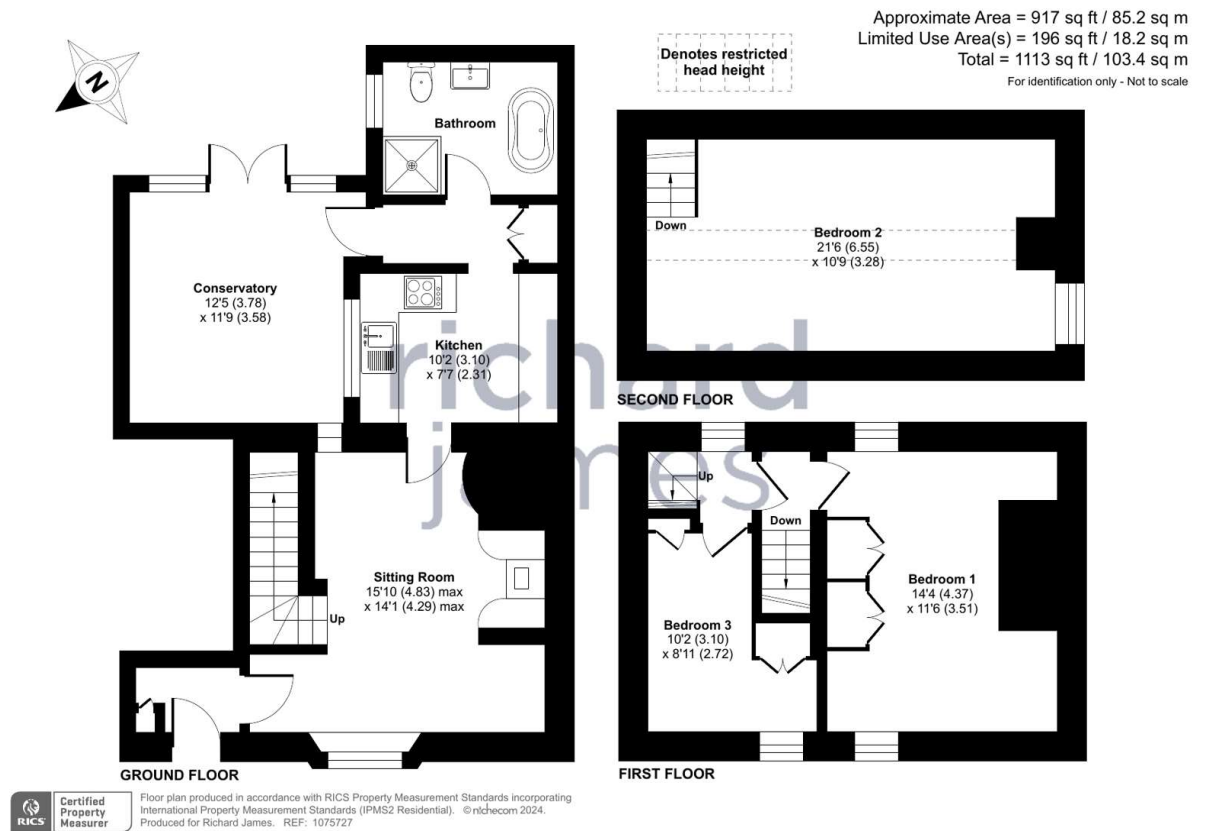 Approximate Area = 917 sq ft / 85.2 sq m
Limited Use Area(s) = 196 sq ft / 18.2 sq m
Total = 1113 sq ft / 103.4 sq m
For identification only - Not to scale
Denotes restricted
head height
N
Bathroom
Conservatory
12'5 (3.78)
x 11'9 (3.58)
Kitchen
10'2 (3.10)
x 7'7 (2.31)
Sitting Room
15'10 (4.83) max
x 14'1 (4.29) max
Up
GROUND FLOOR
Down
Bedroom 2
21'6 (6.55)
x 10'9 (3.28)
SECOND FLOOR
Up
Down
Bedroom 1
14'4 (4.37)
x 11'6 (3.51)
Bedroom 3
10'2 (3.10)
x 8'11 (2.72)
FIRST FLOOR
richard
james
RICS
Certified
Property
Measurer
Floor plan produced in accordance with RICS Property Measurement Standards incorporating
International Property Measurement Standards (IPMS2 Residential). © nichecom 2024.
Produced for Richard James. REF: 1075727